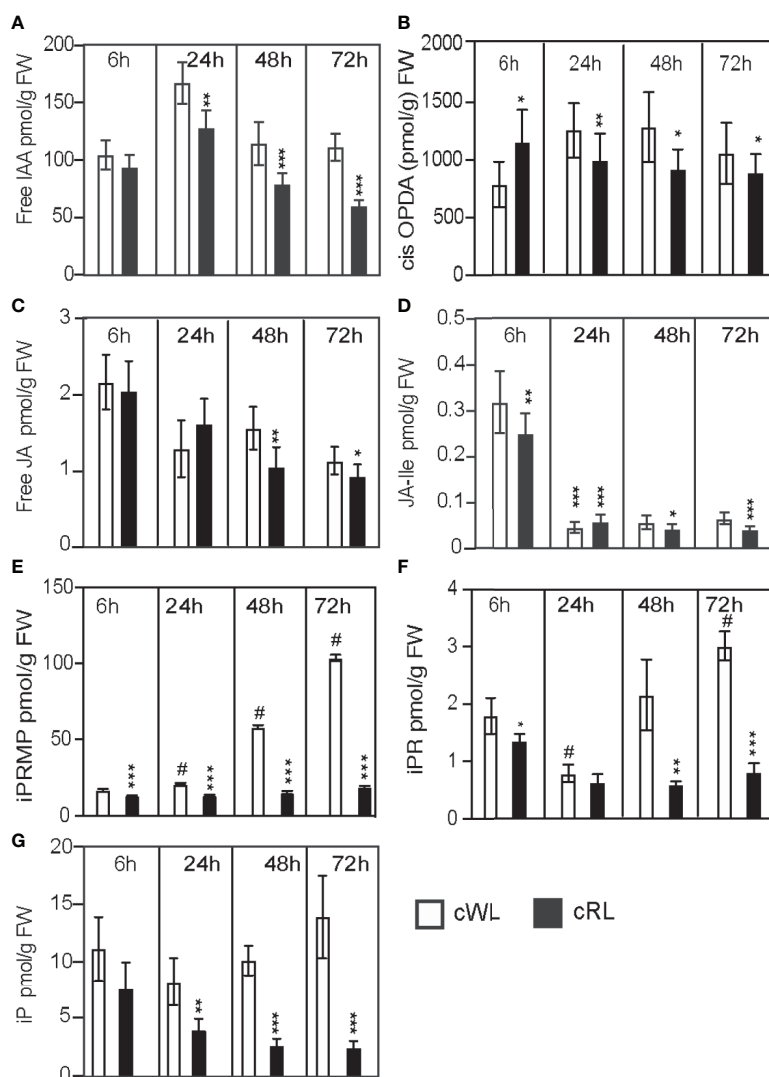 A
Free IAA pmol/g FW
200
150
100
50
0
6h 24h 48h 72h
** *** ***
B
cis OPDA (pmol/g) FW
2000
1500
1000
500
0
6h 24h 48h 72h
* ** * *
C
Free JA pmol/g FW
3
2
1
0
6h 24h 48h 72h
** *
D
JA-Ile pmol/g FW
0.5
0.4
0.3
0.2
0.1
0
6h 24h 48h 72h
** *** *** * ***
E
iPRMP pmol/g FW
150
100
50
0
6h 24h 48h 72h
*** # *** # *** # ***
F
iPR pmol/g FW
4
3
2
1
0
6h 24h 48h 72h
* # ** # ***
G
iP pmol/g FW
20
15
10
5
0
6h 24h 48h 72h
** *** ***
cWL cRL